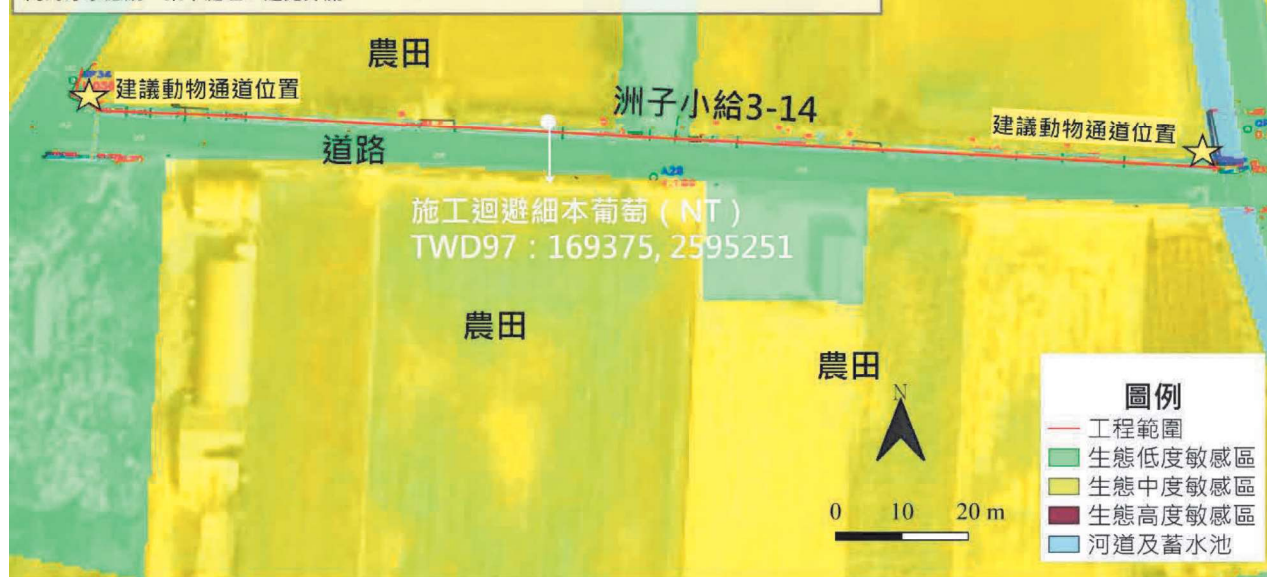 農田
建議動物通道位置
洲子小給3-14
建議動物通道位置
道路
A28
施工迴避細本葡萄（NT）
TWD97：169375, 2595251
農田
農田
N
0 10 20 m
圖例
工程範圍
生態低度敏感區
生態中度敏感區
生態高度敏感區
河道及蓄水池